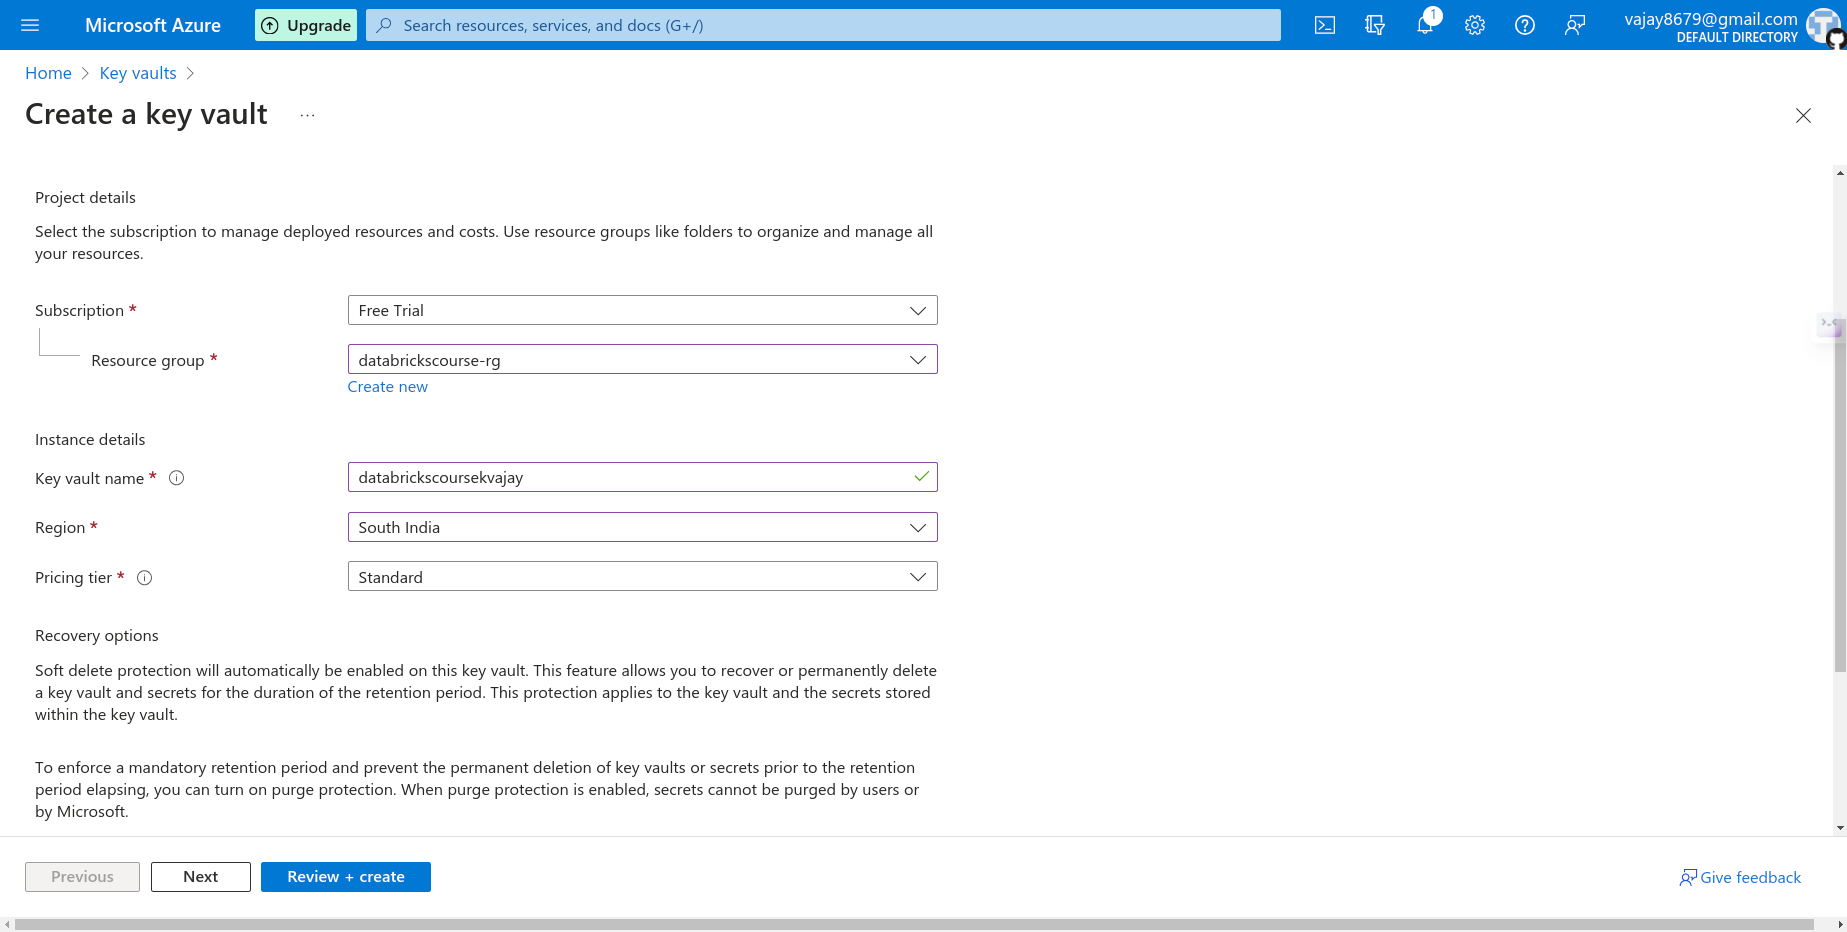 Microsoft Azure
Upgrade
Search resources, services, and docs (G+/)
1
vajay8679@gmail.com
DEFAULT DIRECTORY
Home > Key vaults >
Create a key vault ...
Project details
Select the subscription to manage deployed resources and costs. Use resource groups like folders to organize and manage all
your resources.
Subscription *
Free Trial
Resource group *
databrickscourse-rg
Create new
Instance details
Key vault name *
databrickscoursekvajay
Region *
South India
Pricing tier *
Standard
Recovery options
Soft delete protection will automatically be enabled on this key vault. This feature allows you to recover or permanently delete
a key vault and secrets for the duration of the retention period. This protection applies to the key vault and the secrets stored
within the key vault.
To enforce a mandatory retention period and prevent the permanent deletion of key vaults or secrets prior to the retention
period elapsing, you can turn on purge protection. When purge protection is enabled, secrets cannot be purged by users or
by Microsoft.
Previous
Next
Review + create
Give feedback